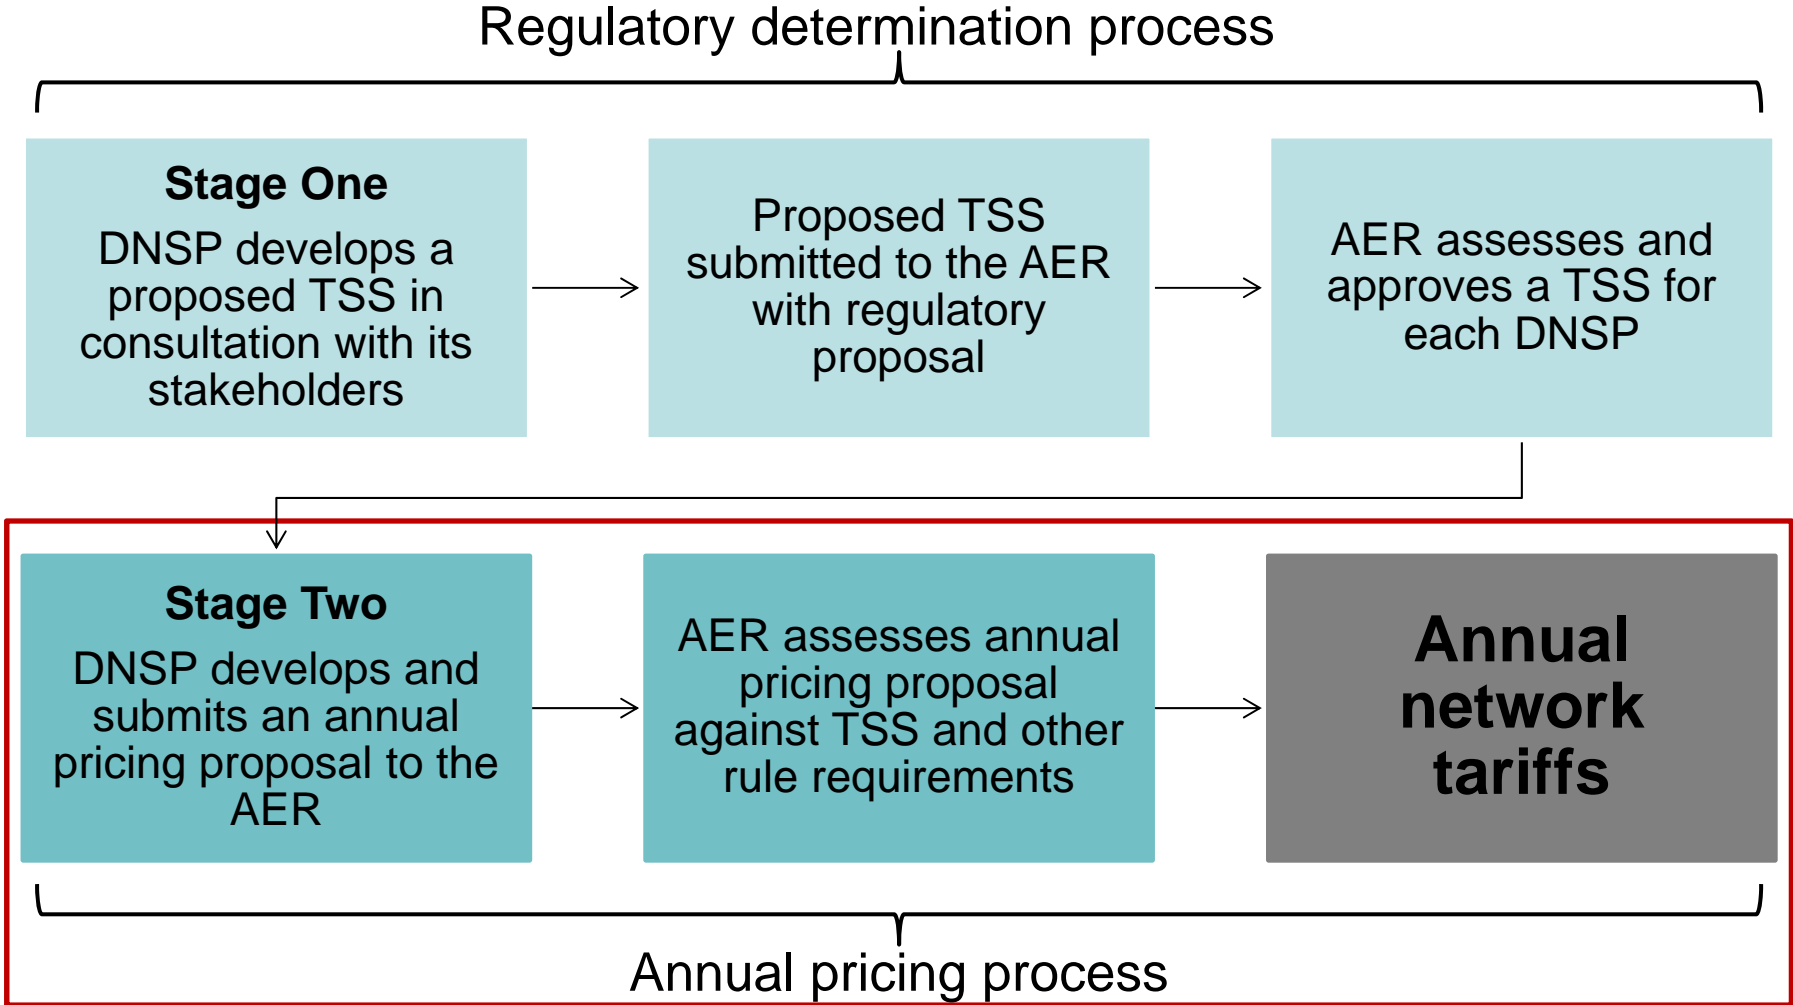 Regulatory determination process
Stage One
DNSP develops a
proposed TSS in
consultation with its
stakeholders
Proposed TSS
submitted to the AER
with regulatory
proposal
AER assesses and
approves a TSS for
each DNSP
Stage Two
DNSP develops and
submits an annual
pricing proposal to the
AER
AER assesses annual
pricing proposal
against TSS and other
rule requirements
Annual
network
tariffs
Annual pricing process